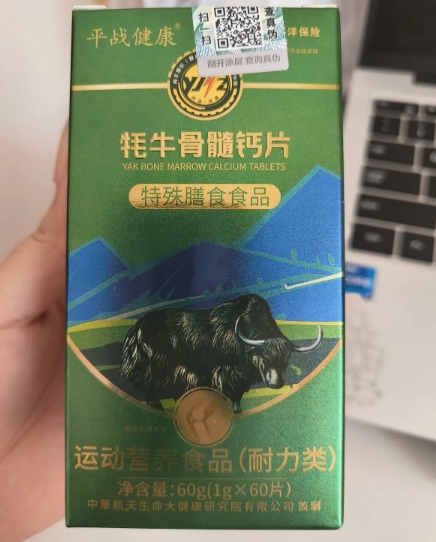 平战健康®
扫一扫
查真伪
洋保险
刮开涂层 查询真伪
牦牛骨髓钙片
YAK BONE MARROW CALCIUM TABLETS
特殊膳食食品
运动营养食品(耐力类)
净含量:60g(1g×60片)
中華航天生命大健康研究院有限公司 监制